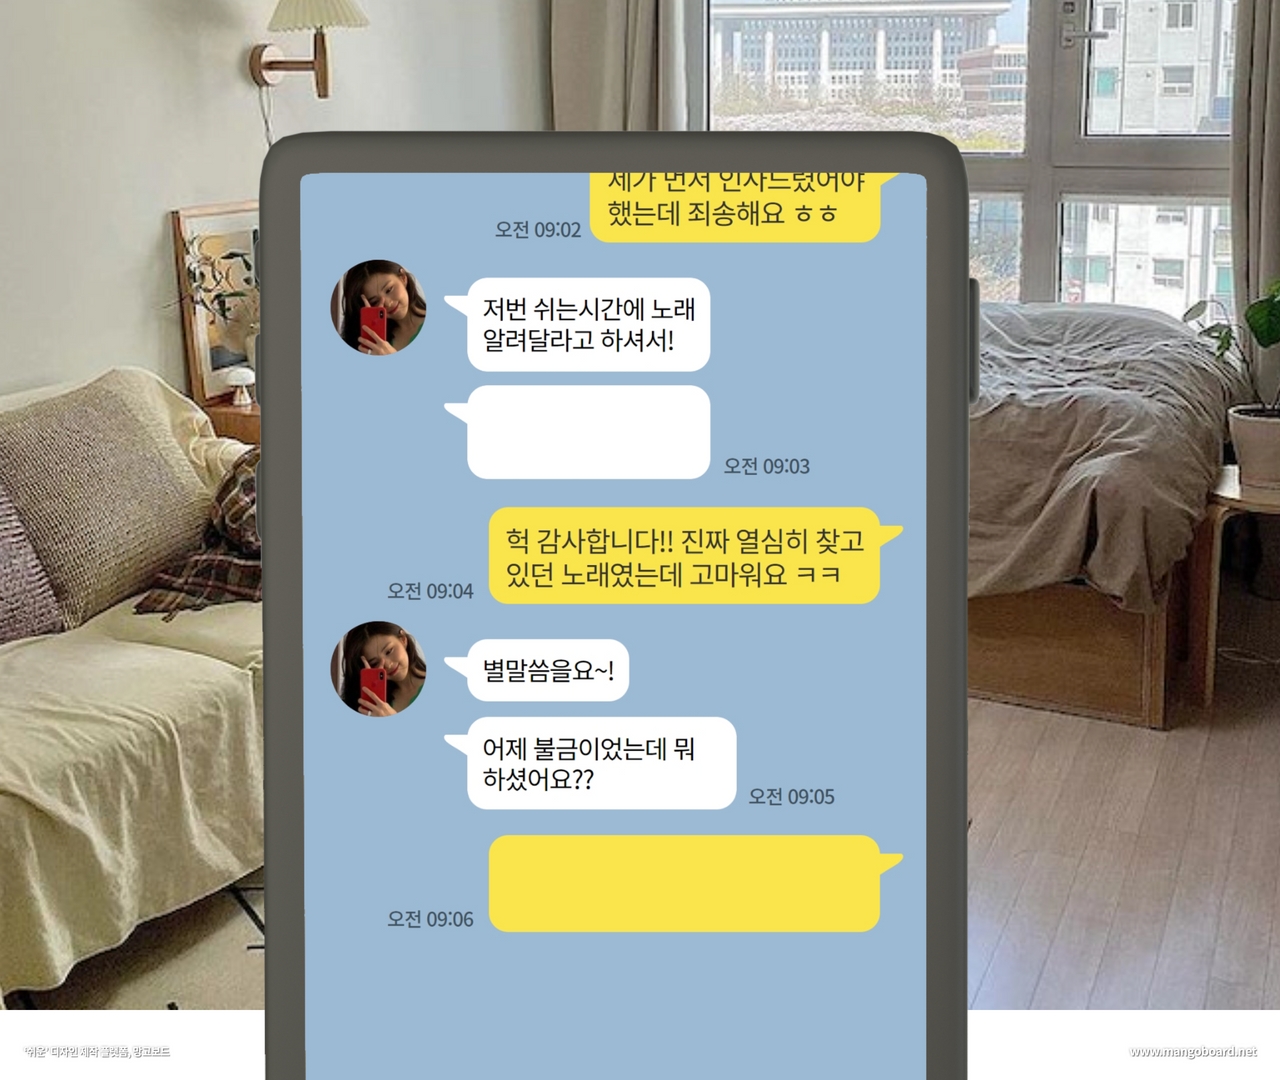 제가 먼저 인사드렸어야
했는데 죄송해요 ㅎㅎ
오전 09:02
저번 쉬는시간에 노래
알려달라고 하셔서!
오전 09:03
헉 감사합니다!! 진짜 열심히 찾고
있던 노래였는데 고마워요 ㅋㅋ
오전 09:04
별말씀을요~!
어제 불금이었는데 뭐
하셨어요??
오전 09:05
오전 09:06
'쉬운' 디자인 제작 플랫폼, 망고보드
www.mangoboard.net